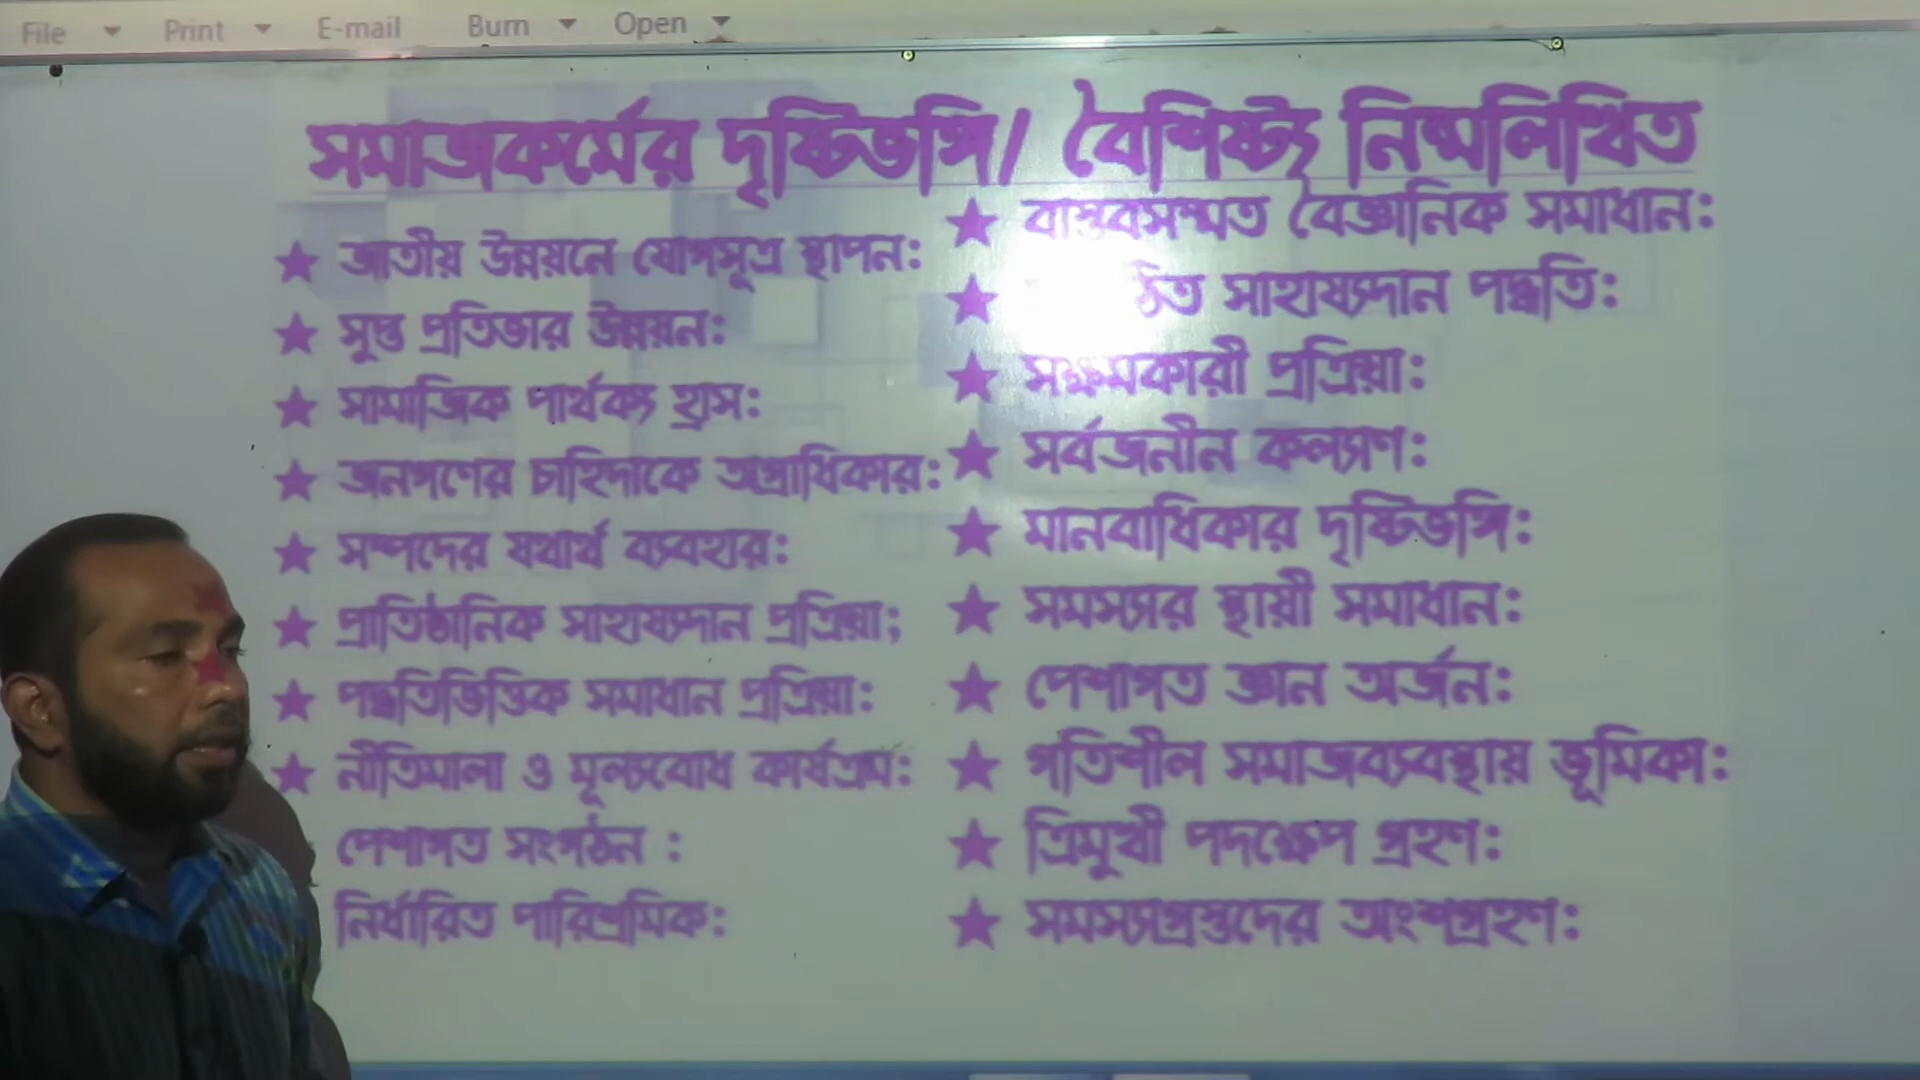 File Print E-mail Burn Open
সমাজকর্মের দৃষ্টিভঙ্গি/ বৈশিষ্ট্য নিম্মলিখিত
★ জাতীয় উন্নয়নে যোগসূত্র স্থাপন:
★ সুপ্ত প্রতিভার উন্নয়ন:
★ সামাজিক পার্থক্য হ্রাস:
★ জনগণের চাহিদাকে অগ্রাধিকার:
★ সম্পদের যথার্থ ব্যবহার:
★ প্রাতিষ্ঠানিক সাহায্যদান প্রক্রিয়া;
★ পদ্ধতিভিত্তিক সমাধান প্রক্রিয়া:
★ নীতিমালা ও মূল্যবোধ কার্যক্রম:
পেশাগত সংগঠন :
নির্ধারিত পারিশ্রমিক:
★ বাস্তবসম্মত বৈজ্ঞানিক সমাধান:
★ সাহায্যদান পদ্ধতি:
★ সক্ষমকারী প্রক্রিয়া:
★ সর্বজনীন কল্যাণ:
★ মানবাধিকার দৃষ্টিভঙ্গি:
★ সমস্যার স্থায়ী সমাধান:
★ পেশাগত জ্ঞান অর্জন:
★ গতিশীল সমাজব্যবস্থায় ভূমিকা:
★ ত্রিমুখী পদক্ষেপ গ্রহণ:
★ সমস্যাগ্রস্তদের অংশগ্রহণ: